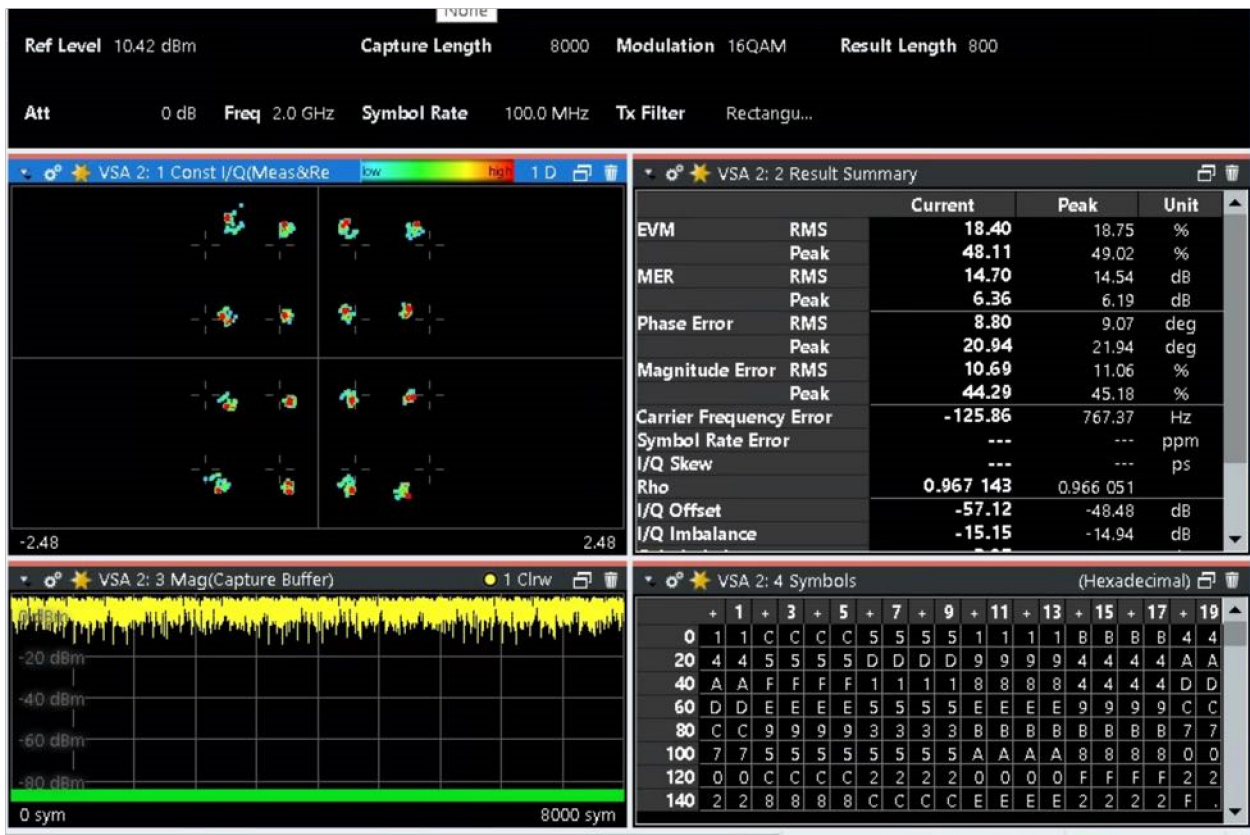 None
Ref Level 10.42 dBm Capture Length 8000 Modulation 16QAM Result Length 800
Att 0 dB Freq 2.0 GHz Symbol Rate 100.0 MHz Tx Filter Rectangu...
VSA 2: 1 Const I/Q(Meas&Re low high 1 D
-2.48 2.48
VSA 2: 2 Result Summary
Current Peak Unit
EVM RMS 18.40 18.75 %
Peak 48.11 49.02 %
MER RMS 14.70 14.54 dB
Peak 6.36 6.19 dB
Phase Error RMS 8.80 9.07 deg
Peak 20.94 21.94 deg
Magnitude Error RMS 10.69 11.06 %
Peak 44.29 45.18 %
Carrier Frequency Error -125.86 767.37 Hz
Symbol Rate Error --- --- ppm
I/Q Skew --- --- ps
Rho 0.967 143 0.966 051
I/Q Offset -57.12 -48.48 dB
I/Q Imbalance -15.15 -14.94 dB
VSA 2: 3 Mag(Capture Buffer) 1 Clrw
0 dBm
-20 dBm
-40 dBm
-60 dBm
-80 dBm
0 sym 8000 sym
VSA 2: 4 Symbols (Hexadecimal)
+ 1 + 3 + 5 + 7 + 9 + 11 + 13 + 15 + 17 + 19
0 1 1 C C C C 5 5 5 5 1 1 1 1 B B B B 4 4
20 4 4 5 5 5 5 D D D D 9 9 9 9 4 4 4 4 A A
40 A A F F F F 1 1 1 1 8 8 8 8 4 4 4 4 D D
60 D D E E E E 5 5 5 5 E E E E 9 9 9 9 C C
80 C C 9 9 9 9 3 3 3 3 B B B B B B B B 7 7
100 7 7 5 5 5 5 5 5 5 5 A A A A 8 8 8 8 0 0
120 0 0 C C C C 2 2 2 2 0 0 0 0 F F F F 2 2
140 2 2 8 8 8 8 C C C C E E E E 2 2 2 2 F .